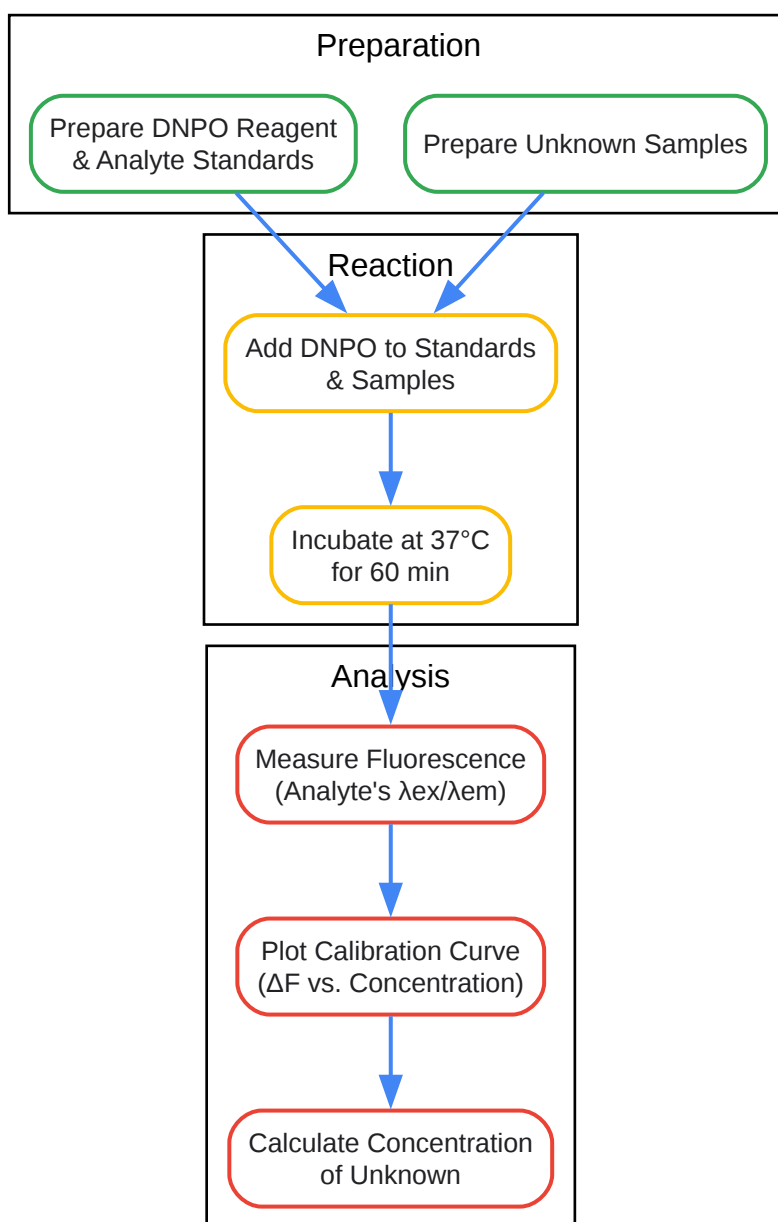 Preparation
Prepare DNPO Reagent
& Analyte Standards
Prepare Unknown Samples
Reaction
Add DNPO to Standards
& Samples
Incubate at 37°C
for 60 min
Analysis
Measure Fluorescence
(Analyte's λex/λem)
Plot Calibration Curve
(ΔF vs. Concentration)
Calculate Concentration
of Unknown